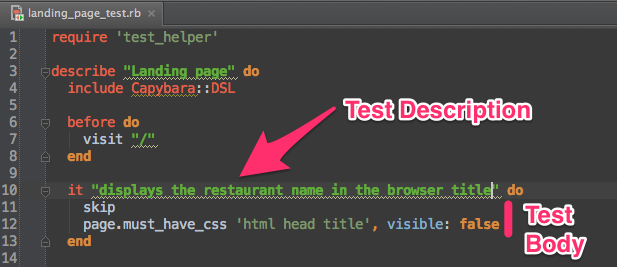 landing_page_test.rb ×
1 require 'test_helper'
2
3 describe "Landing page" do
4 include Capybara::DSL
5
6 before do
7 visit "/"
8 end
9
10 it "displays the restaurant name in the browser title" do
11 skip
12 page.must_have_css 'html head title', visible: false
13 end
14
Test Description
Test
Body